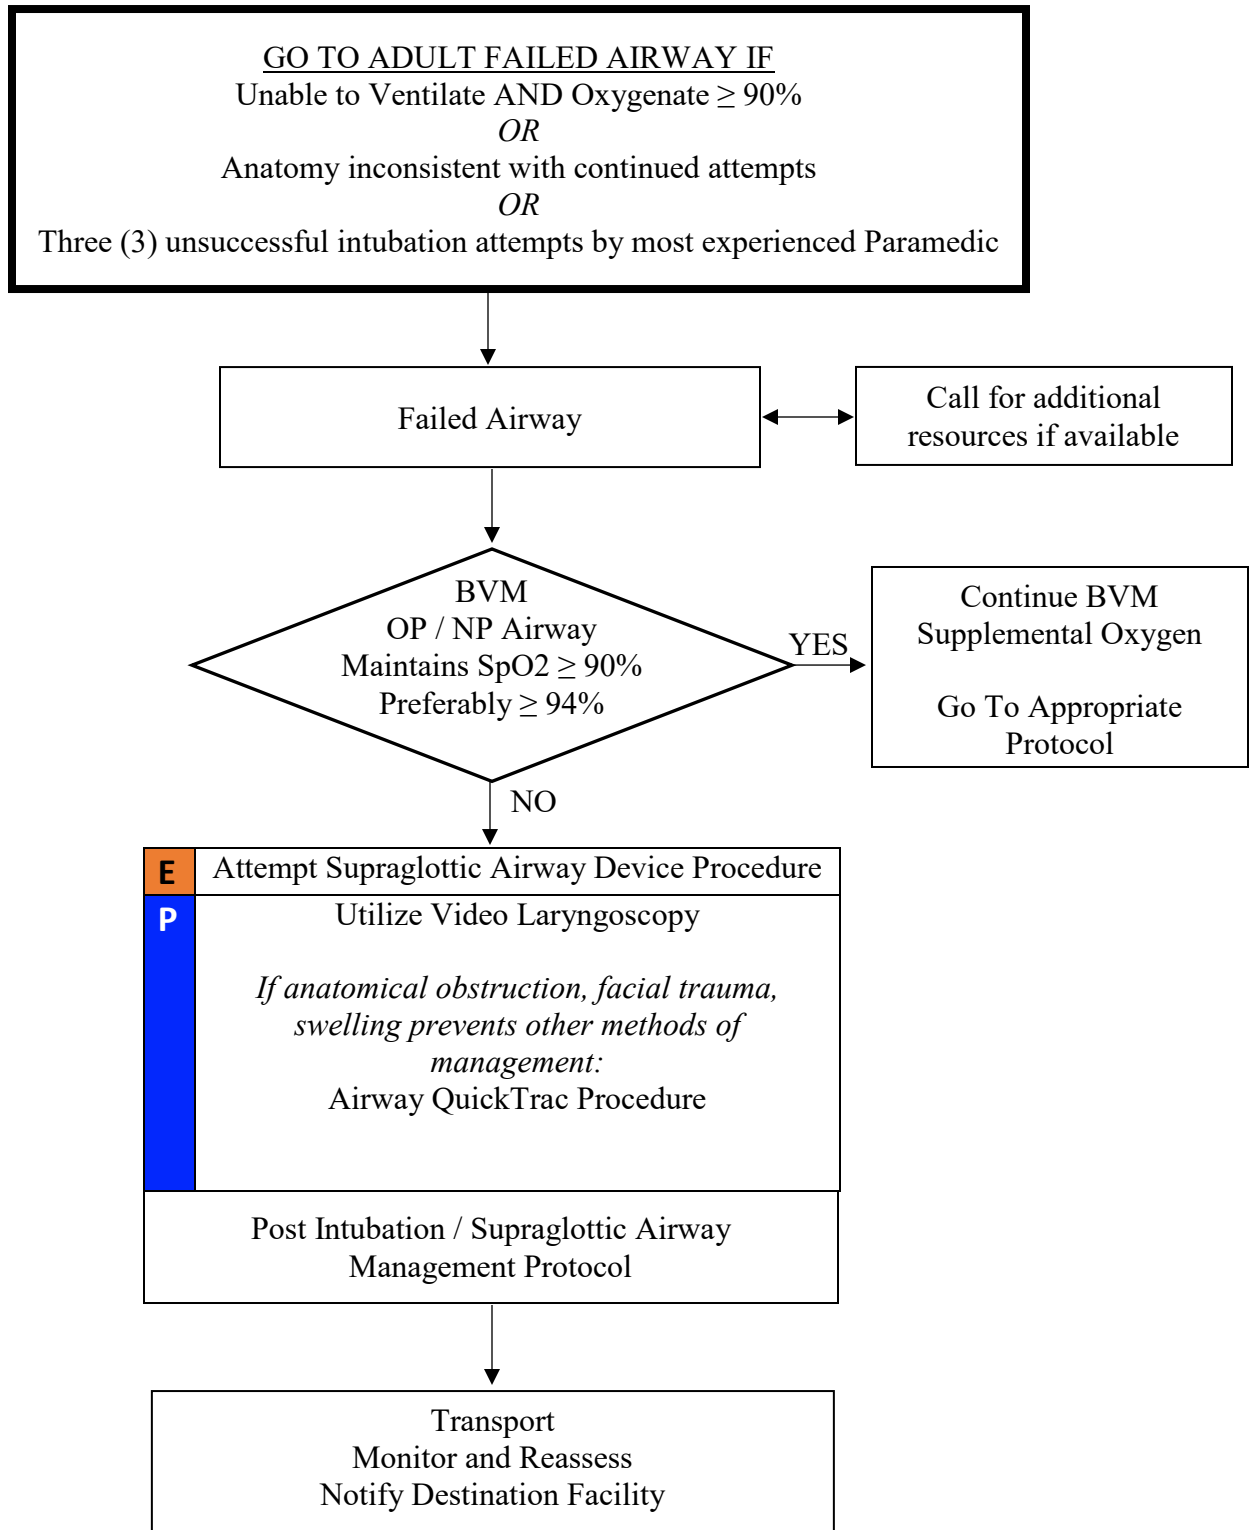 GO TO ADULT FAILED AIRWAY IF
Unable to Ventilate AND Oxygenate ≥ 90%
OR
Anatomy inconsistent with continued attempts
OR
Three (3) unsuccessful intubation attempts by most experienced Paramedic
Failed Airway
Call for additional
resources if available
BVM
OP / NP Airway
Maintains SpO2 ≥ 90%
Preferably ≥ 94%
YES
Continue BVM
Supplemental Oxygen
Go To Appropriate
Protocol
NO
E
Attempt Supraglottic Airway Device Procedure
P
Utilize Video Laryngoscopy
If anatomical obstruction, facial trauma,
swelling prevents other methods of
management:
Airway QuickTrac Procedure
Post Intubation / Supraglottic Airway
Management Protocol
Transport
Monitor and Reassess
Notify Destination Facility